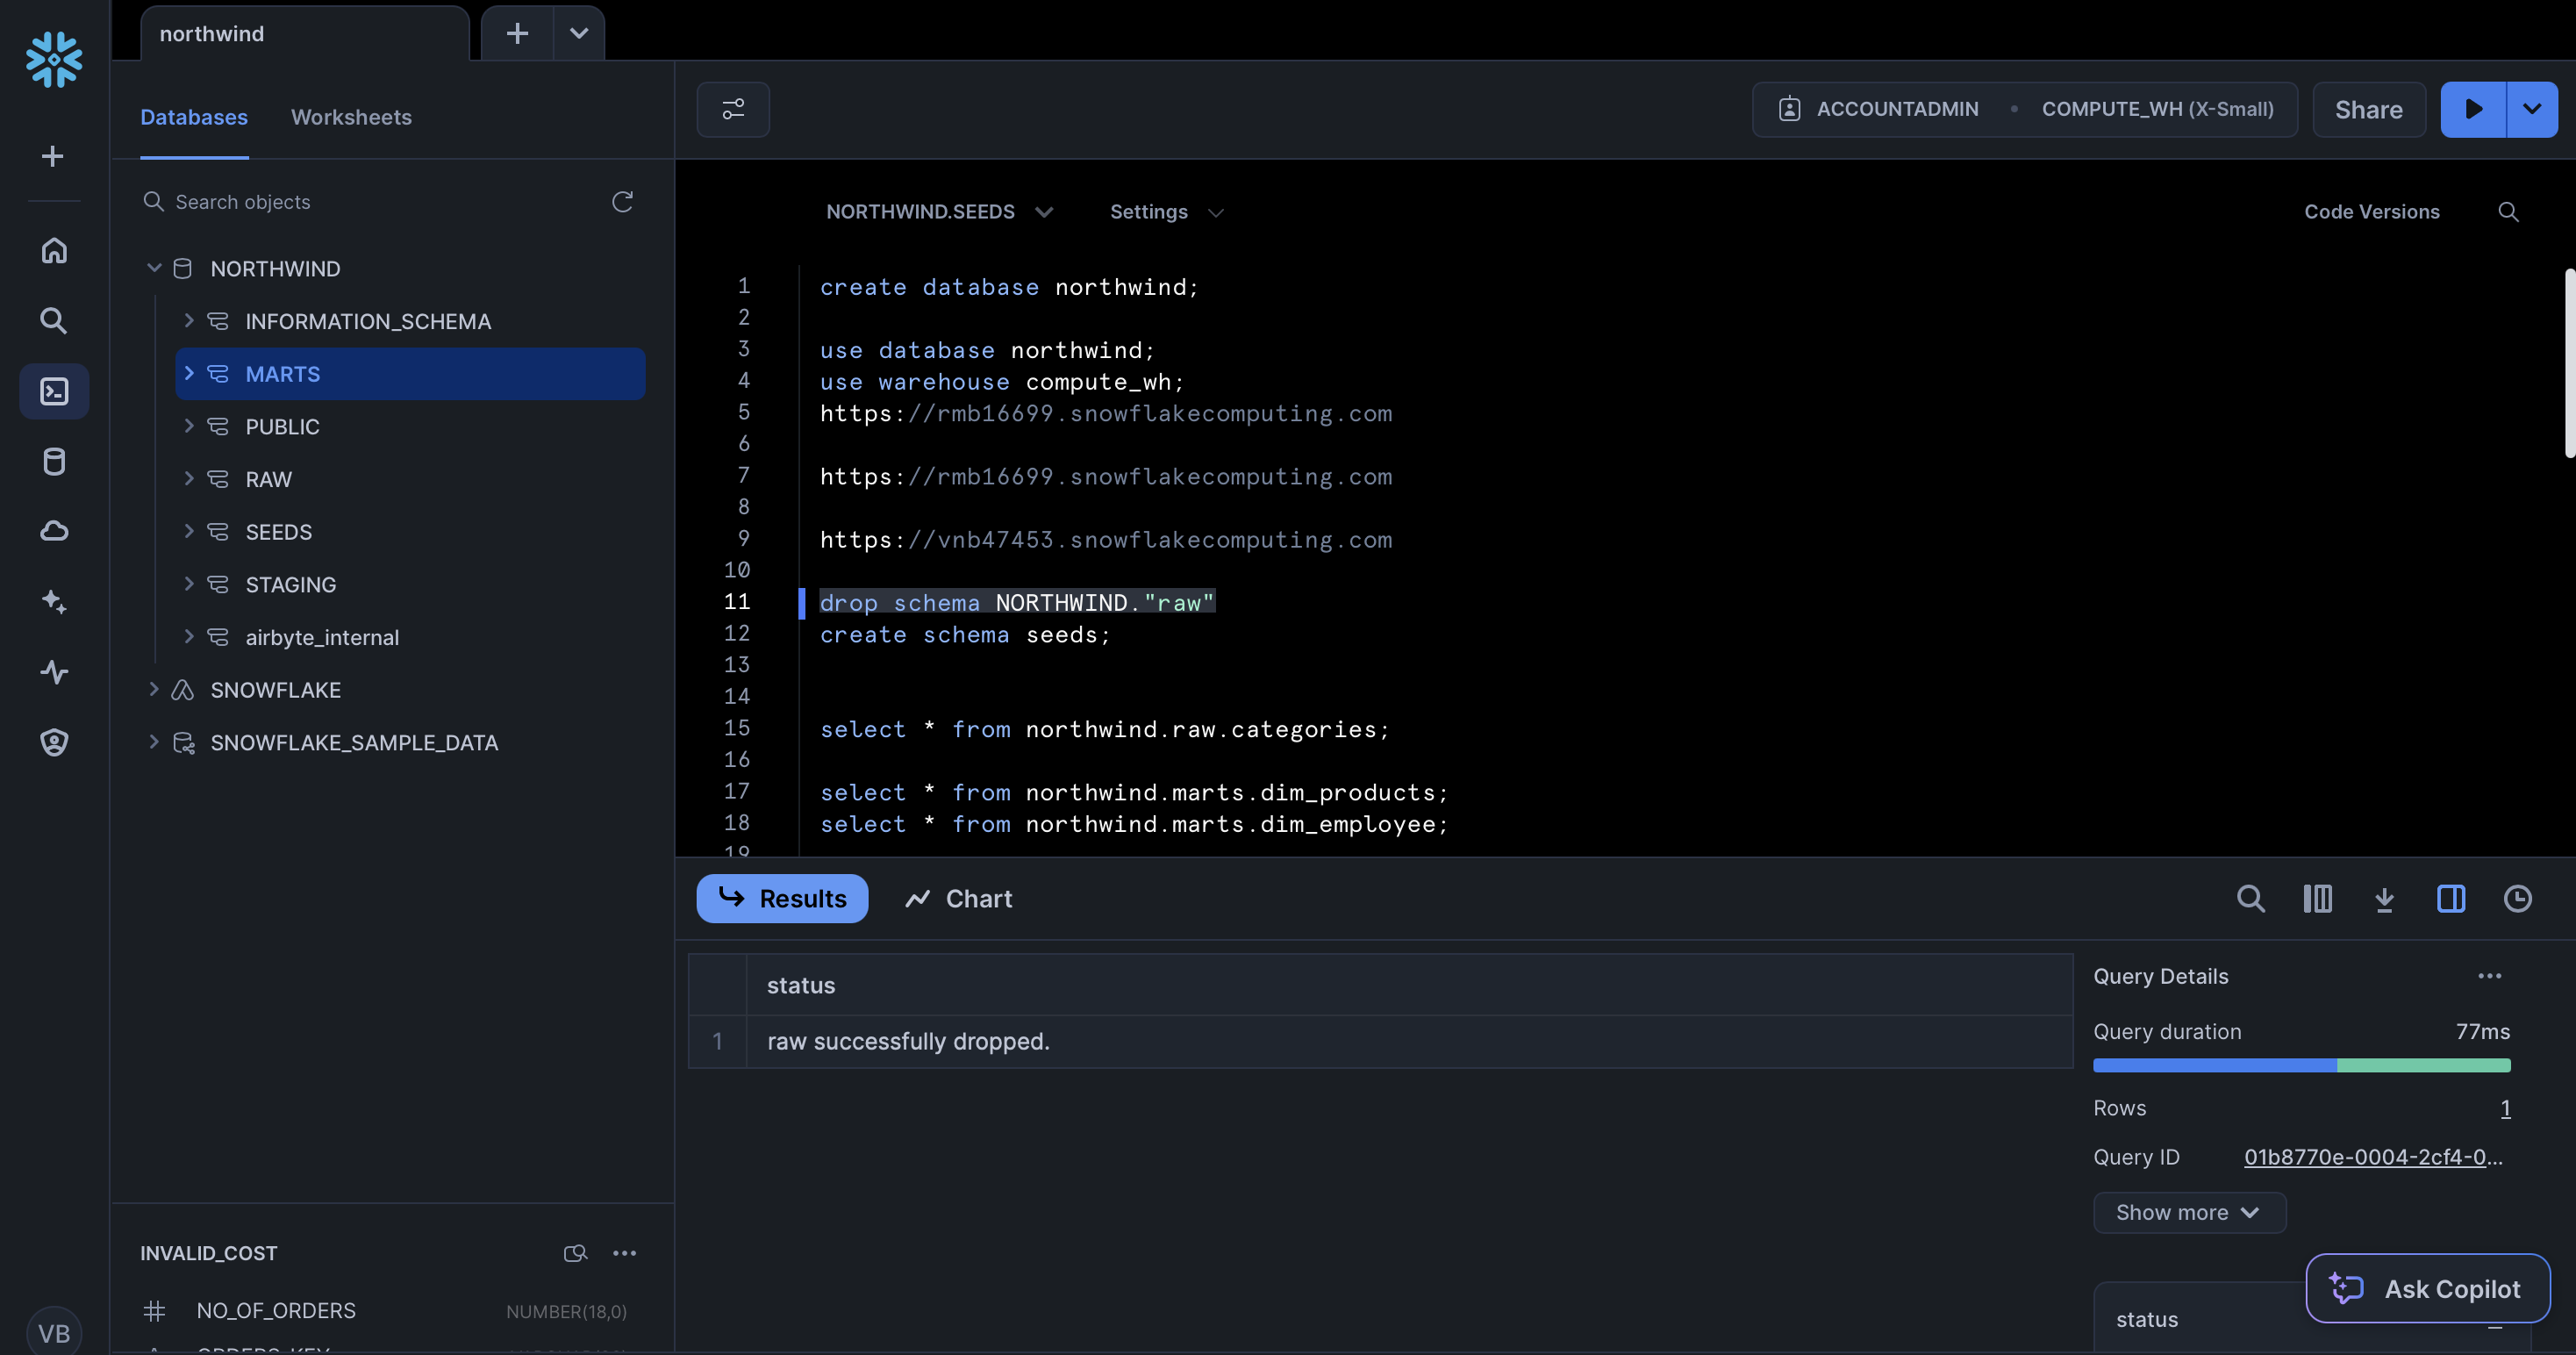 northwind
Databases
Worksheets
Search objects
NORTHWIND
INFORMATION_SCHEMA
MARTS
PUBLIC
RAW
SEEDS
STAGING
airbyte_internal
SNOWFLAKE
SNOWFLAKE_SAMPLE_DATA
INVALID_COST
NO_OF_ORDERS NUMBER(18,0)
VB
ACCOUNTADMIN • COMPUTE_WH (X-Small)
Share
NORTHWIND.SEEDS
Settings
Code Versions
1 create database northwind;
2
3 use database northwind;
4 use warehouse compute_wh;
5 https://rmb16699.snowflakecomputing.com
6
7 https://rmb16699.snowflakecomputing.com
8
9 https://vnb47453.snowflakecomputing.com
10
11 drop schema NORTHWIND."raw"
12 create schema seeds;
13
14
15 select * from northwind.raw.categories;
16
17 select * from northwind.marts.dim_products;
18 select * from northwind.marts.dim_employee;
19
Results
Chart
status
1 raw successfully dropped.
Query Details
Query duration 77ms
Rows 1
Query ID 01b8770e-0004-2cf4-0...
Show more
Ask Copilot
status